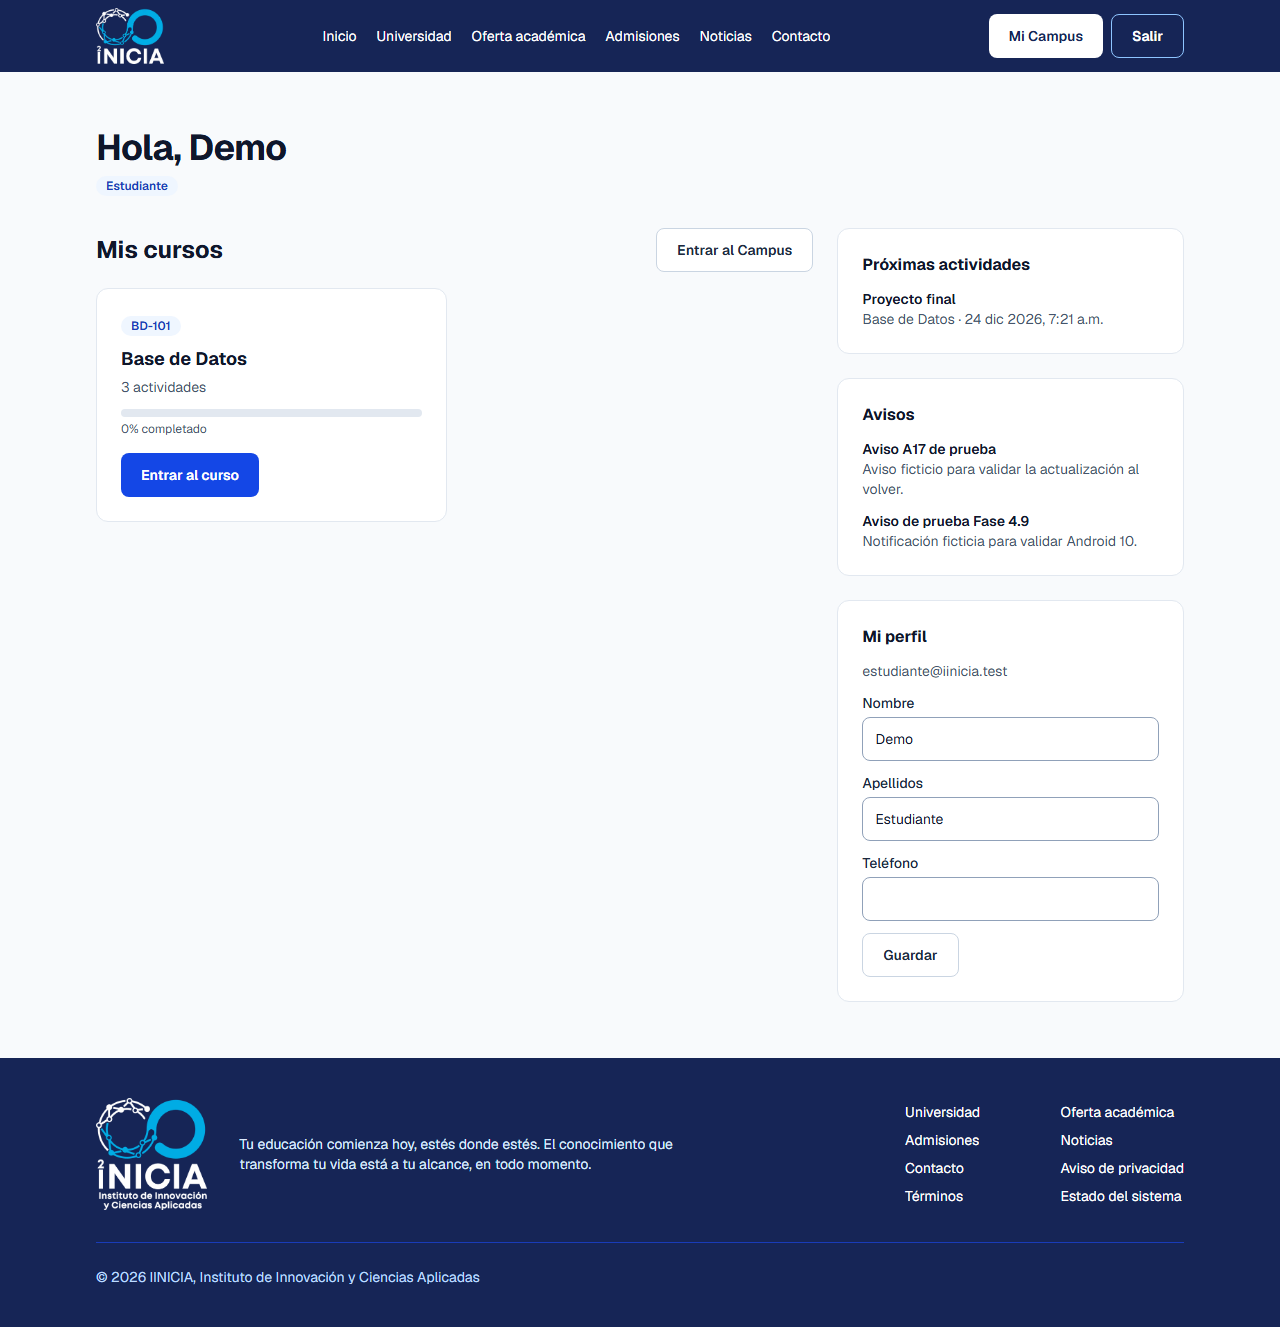 2
iNICIA
Inicio
Universidad
Oferta académica
Admisiones
Noticias
Contacto
Mi Campus
Salir
Hola, Demo
Estudiante
Mis cursos
Entrar al Campus
BD-101
Base de Datos
3 actividades
0% completado
Entrar al curso
Próximas actividades
Proyecto final
Base de Datos · 24 dic 2026, 7:21 a.m.
Avisos
Aviso A17 de prueba
Aviso ficticio para validar la actualización al
volver.
Aviso de prueba Fase 4.9
Notificación ficticia para validar Android 10.
Mi perfil
estudiante@iinicia.test
Nombre
Demo
Apellidos
Estudiante
Teléfono
Guardar
2
iNICIA
Instituto de Innovación
y Ciencias Aplicadas
Tu educación comienza hoy, estés donde estés. El conocimiento que
transforma tu vida está a tu alcance, en todo momento.
Universidad
Oferta académica
Admisiones
Noticias
Contacto
Aviso de privacidad
Términos
Estado del sistema
© 2026 IINICIA, Instituto de Innovación y Ciencias Aplicadas